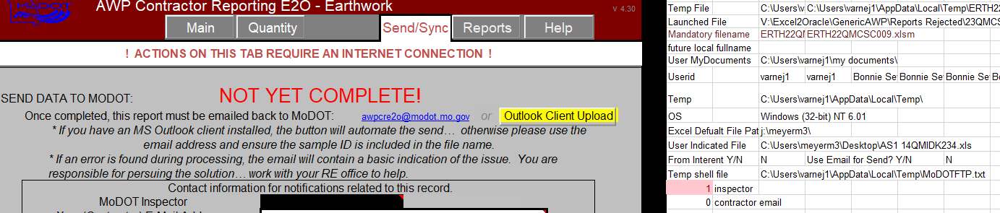 MoDOT
AWP Contractor Reporting E2O - Earthwork
v 4.30
Main Quantity Send/Sync Reports Help
! ACTIONS ON THIS TAB REQUIRE AN INTERNET CONNECTION !
SEND DATA TO MODOT: NOT YET COMPLETE!
Once completed, this report must be emailed back to MoDOT: awpcre2o@modot.mo.gov or Outlook Client Upload
* If you have an MS Outlook client installed, the button will automate the send… otherwise please use the
email address and ensure the sample ID is included in the file name.
* If an error is found during processing, the email will contain a basic indication of the issue. You are
responsible for persuing the solution… work with your RE office to help.
Contact information for notifications related to this record.
MoDOT Inspector
Temp File C:\Users\v C:\Users\varnej1\AppData\Local\Temp\ERTH22
Launched File V:\Excel2Oracle\GenericAWP\Reports Rejected\23QMCS
Mandatory filename ERTH22QM ERTH22QMCSC009.xlsm
future local fullname
User MyDocuments C:\Users\varnej1\my documents\
Userid varnej1 varnej1 Bonnie Se Bonnie Se Bonnie Se Bo
Temp C:\Users\varnej1\AppData\Local\Temp\
OS Windows (32-bit) NT 6.01
Excel Defualt File Pat j:\meyerm3\
User Indicated File C:\Users\meyerm3\Desktop\AS1 14QMIDK234.xls
From Interent Y/N N Use Email for Send? Y/N N
Temp shell file C:\Users\varnej1\AppData\Local\Temp\MoDOTFTP.txt
1 inspector
0 contractor email